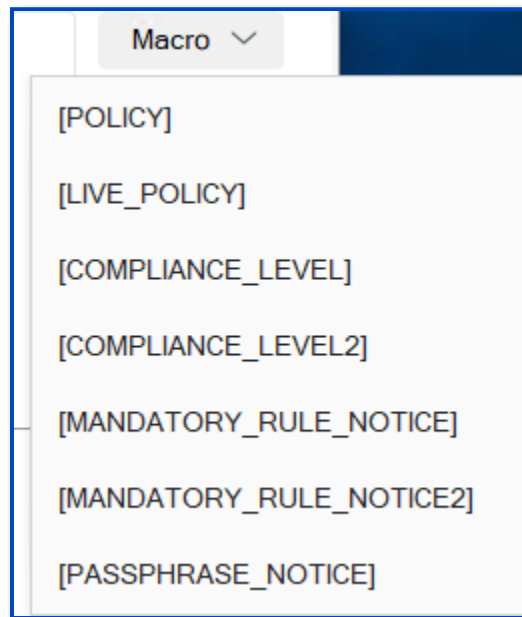 Macro
[POLICY]
[LIVE_POLICY]
[COMPLIANCE_LEVEL]
[COMPLIANCE_LEVEL2]
[MANDATORY_RULE_NOTICE]
[MANDATORY_RULE_NOTICE2]
[PASSPHRASE_NOTICE]